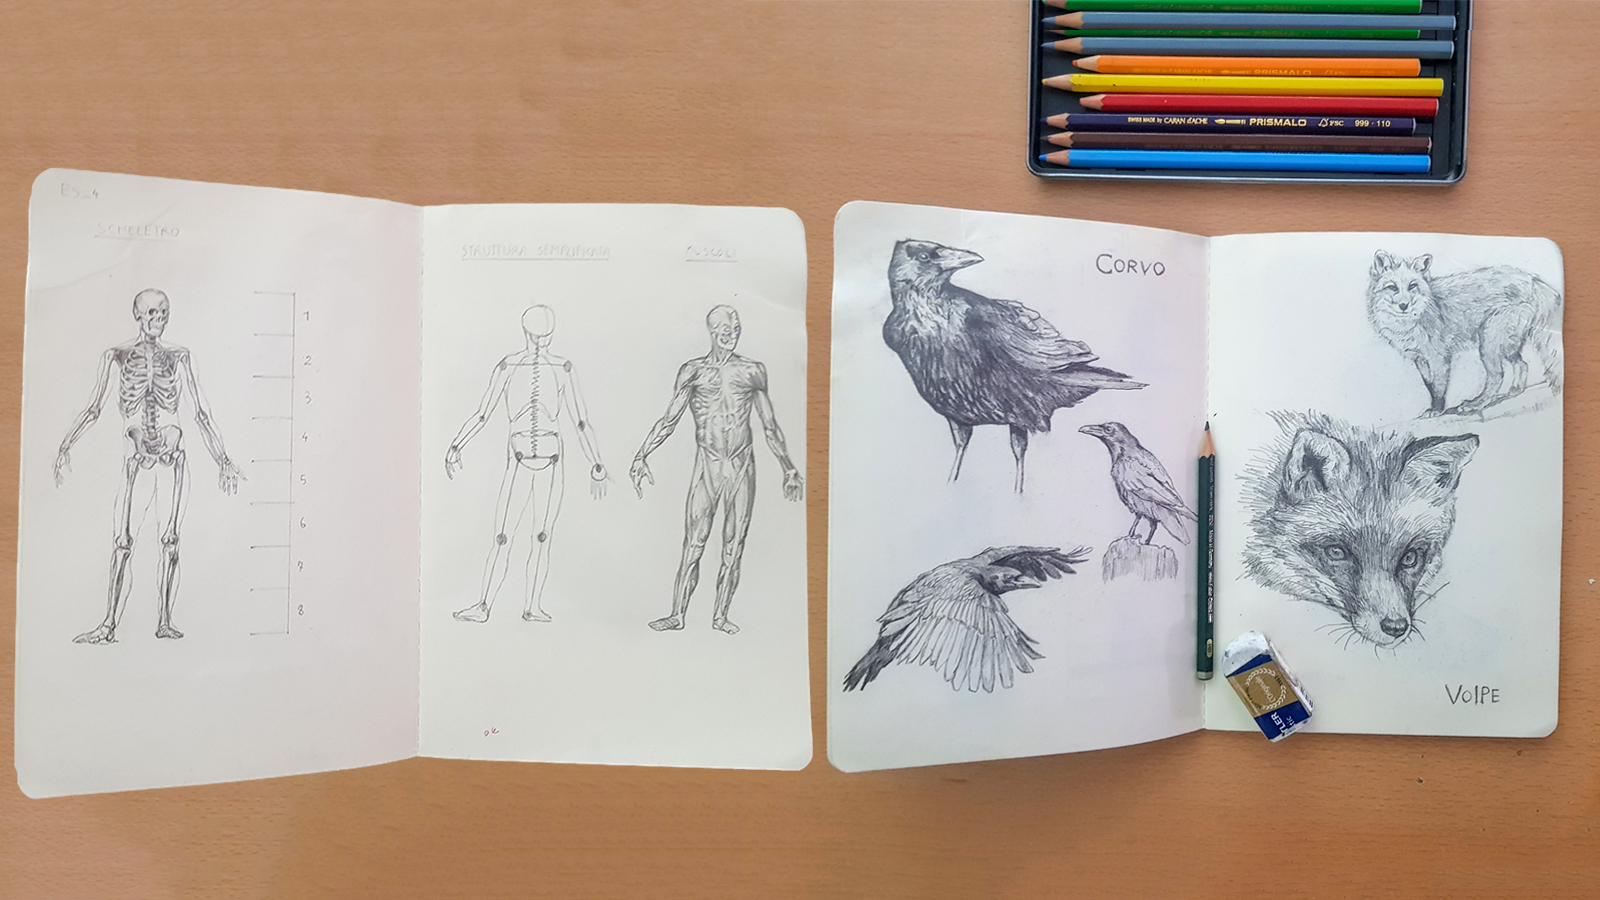 ES_4
SCHELETRO
1
2
3
4
5
6
7
8
STRUTTURA SEMPLIFICATA
MUSCOLI
ok
CORVO
VOlPE
SWISS MADE by CARAN d'ACHE PRISMALO FSC 999 · 110